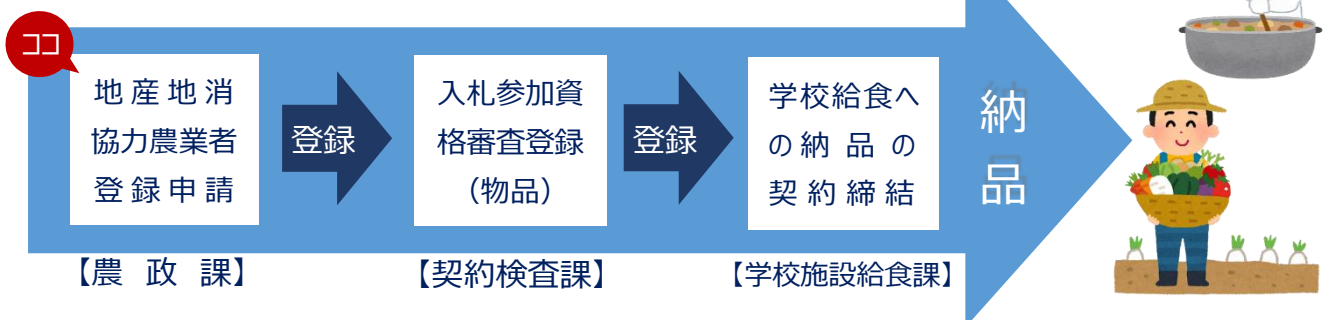 ココ
地産地消
協力農業者
登録申請
登録
入札参加資
格審査登録
（物品）
登録
学校給食へ
の納品の
契約締結
納
品
【農政課】
【契約検査課】
【学校施設給食課】